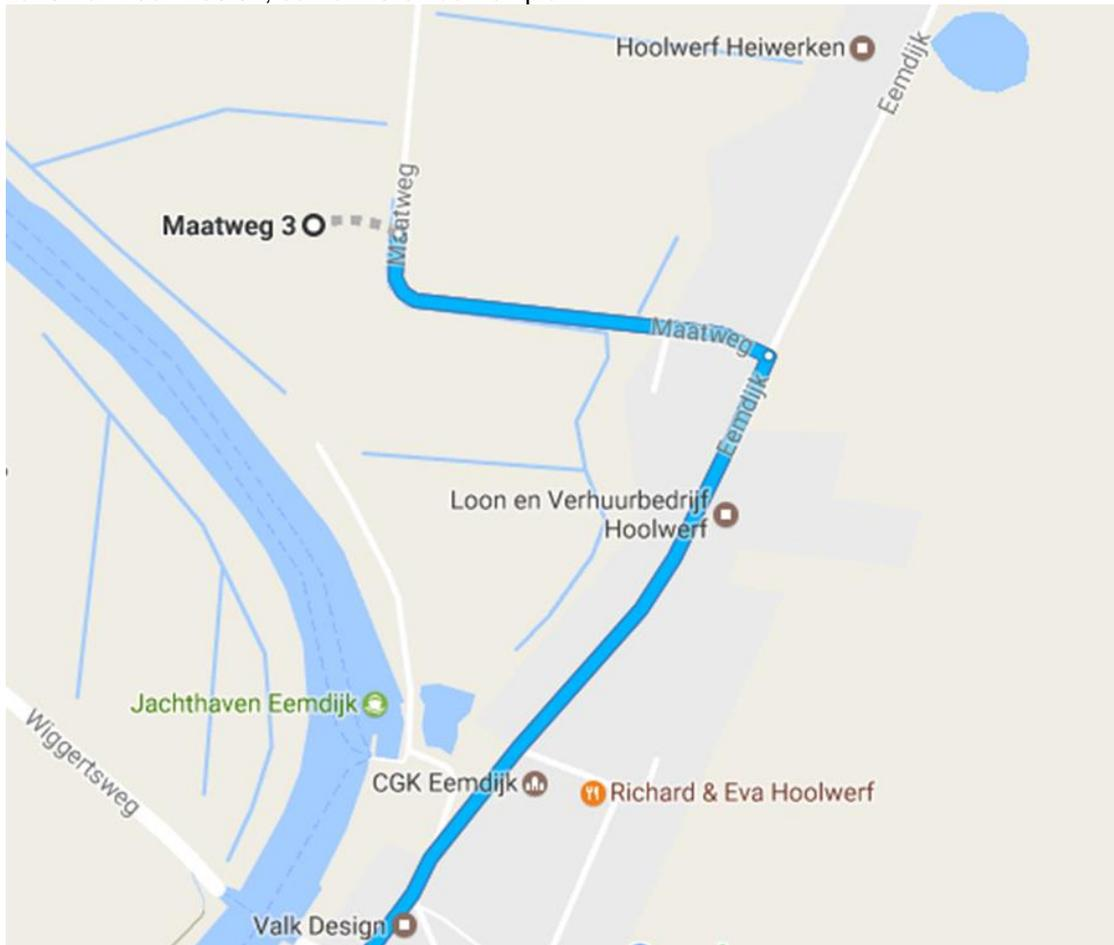 Hoolwerf Heiwerken
Eemdijk
Maatweg
Maatweg 3
Maatweg
Eemdijk
Loon en Verhuurbedrijf
Hoolwerf
Jachthaven Eemdijk
Wiggertsweg
CGK Eemdijk
Richard & Eva Hoolwerf
Valk Design